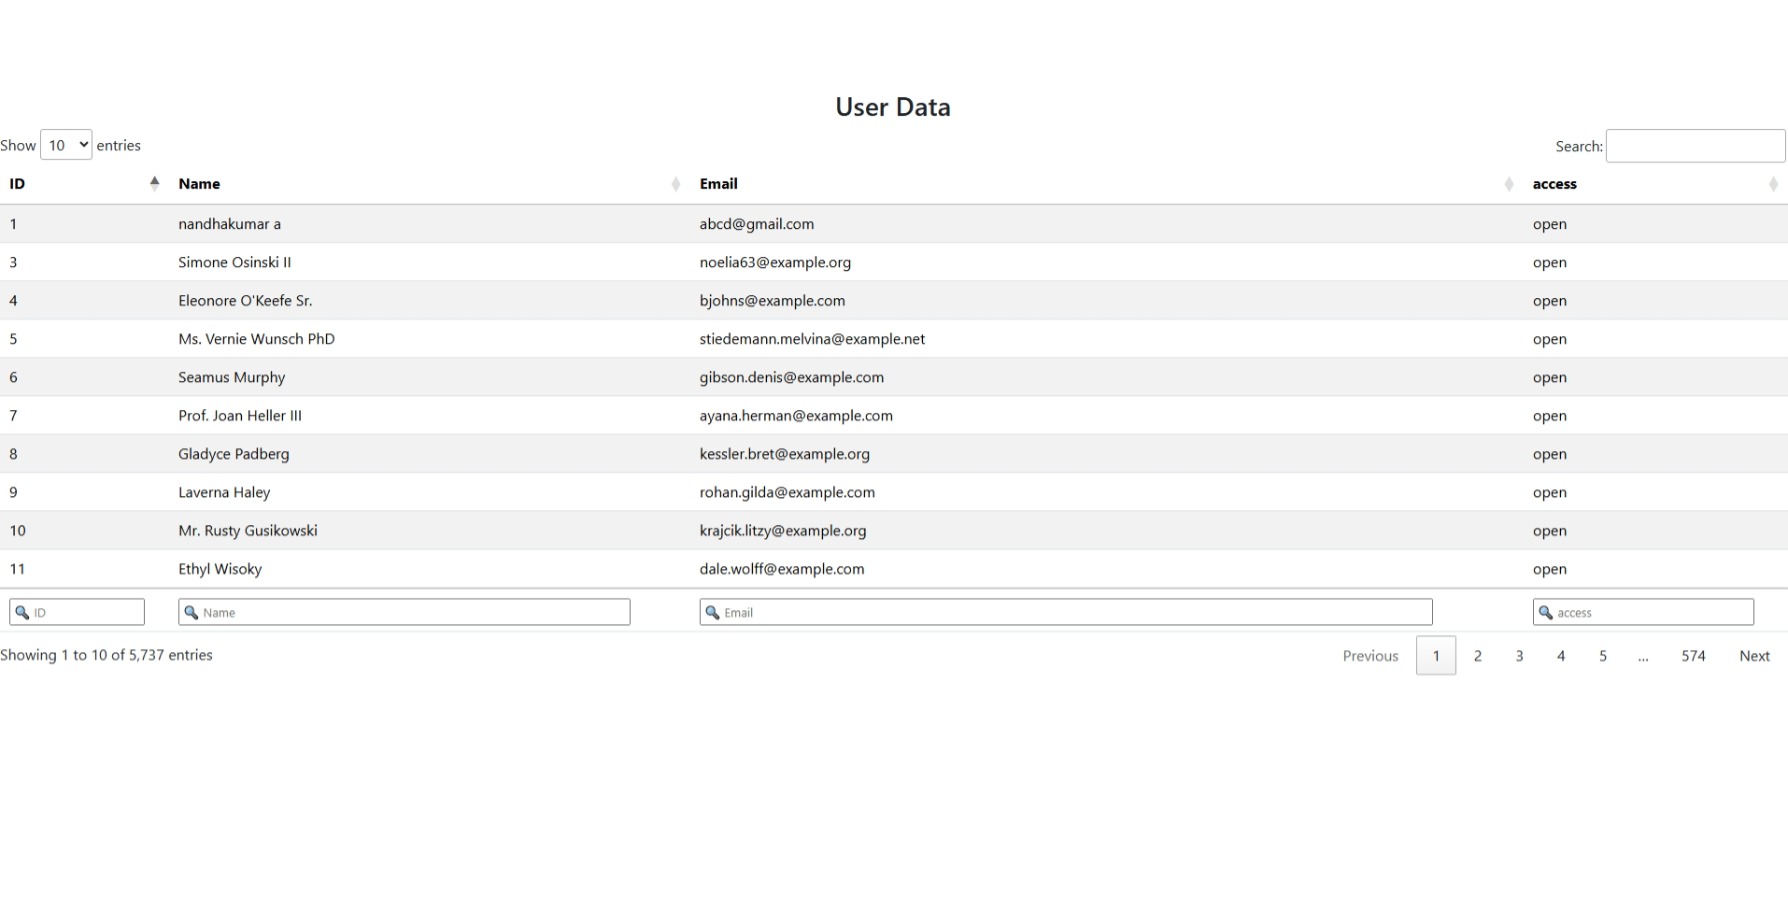 User Data
Show 10 entries Search:
ID Name Email access
1 nandhakumar a abcd@gmail.com open
3 Simone Osinski II noelia63@example.org open
4 Eleonore O'Keefe Sr. bjohns@example.com open
5 Ms. Vernie Wunsch PhD stiedemann.melvina@example.net open
6 Seamus Murphy gibson.denis@example.com open
7 Prof. Joan Heller III ayana.herman@example.com open
8 Gladyce Padberg kessler.bret@example.org open
9 Laverna Haley rohan.gilda@example.com open
10 Mr. Rusty Gusikowski krajcik.litzy@example.org open
11 Ethyl Wisoky dale.wolff@example.com open
ID Name Email access
Showing 1 to 10 of 5,737 entries Previous 1 2 3 4 5 ... 574 Next